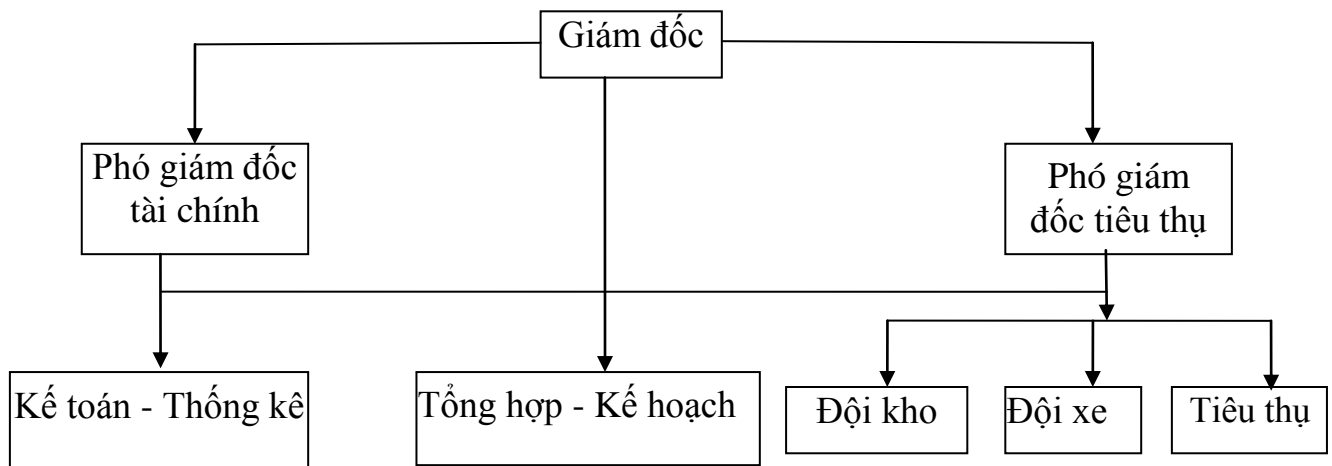 Giám đốc
Phó giám đốc
tài chính
Phó giám
đốc tiêu thụ
Kế toán - Thống kê
Tổng hợp - Kế hoạch
Đội kho
Đội xe
Tiêu thụ